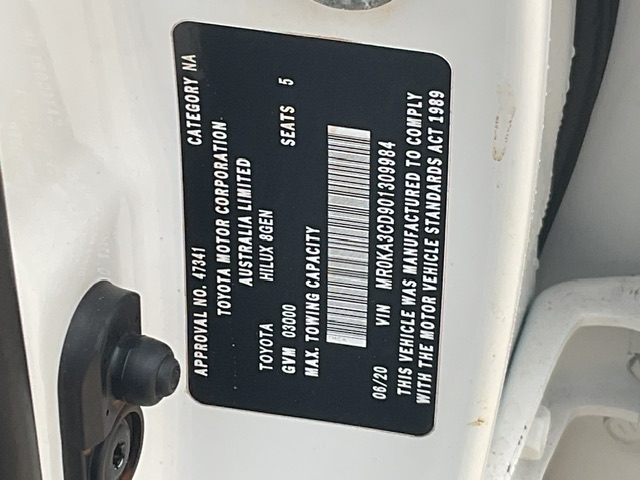 APPROVAL NO. 47341 CATEGORY NA
TOYOTA MOTOR CORPORATION
AUSTRALIA LIMITED
TOYOTA HILUX 8GEN SEATS 5
GVM 03000
MAX. TOWING CAPACITY
VIN MR0KA3CD901309984
06/20 THIS VEHICLE WAS MANUFACTURED TO COMPLY
WITH THE MOTOR VEHICLE STANDARDS ACT 1989